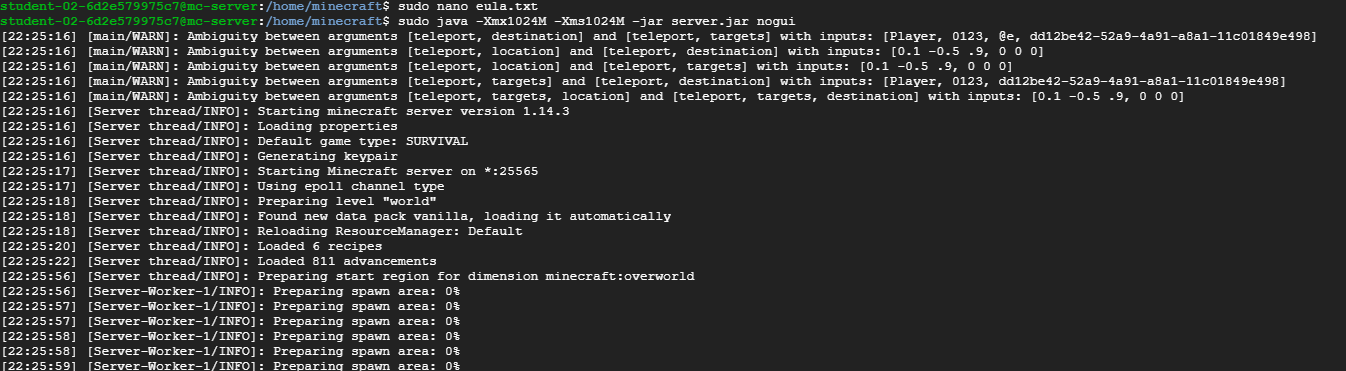 student-02-6d2e579975c7@mc-server:/home/minecraft$ sudo nano eula.txt
student-02-6d2e579975c7@mc-server:/home/minecraft$ sudo java -Xmx1024M -Xms1024M -jar server.jar nogui
[22:25:16] [main/WARN]: Ambiguity between arguments [teleport, destination] and [teleport, targets] with inputs: [Player, 0123, @e, dd12be42-52a9-4a91-a8a1-11c01849e498]
[22:25:16] [main/WARN]: Ambiguity between arguments [teleport, location] and [teleport, destination] with inputs: [0.1 -0.5 .9, 0 0 0]
[22:25:16] [main/WARN]: Ambiguity between arguments [teleport, location] and [teleport, targets] with inputs: [0.1 -0.5 .9, 0 0 0]
[22:25:16] [main/WARN]: Ambiguity between arguments [teleport, targets] and [teleport, destination] with inputs: [Player, 0123, dd12be42-52a9-4a91-a8a1-11c01849e498]
[22:25:16] [main/WARN]: Ambiguity between arguments [teleport, targets, location] and [teleport, targets, destination] with inputs: [0.1 -0.5 .9, 0 0 0]
[22:25:16] [Server thread/INFO]: Starting minecraft server version 1.14.3
[22:25:16] [Server thread/INFO]: Loading properties
[22:25:16] [Server thread/INFO]: Default game type: SURVIVAL
[22:25:16] [Server thread/INFO]: Generating keypair
[22:25:17] [Server thread/INFO]: Starting Minecraft server on *:25565
[22:25:17] [Server thread/INFO]: Using epoll channel type
[22:25:18] [Server thread/INFO]: Preparing level "world"
[22:25:18] [Server thread/INFO]: Found new data pack vanilla, loading it automatically
[22:25:18] [Server thread/INFO]: Reloading ResourceManager: Default
[22:25:20] [Server thread/INFO]: Loaded 6 recipes
[22:25:22] [Server thread/INFO]: Loaded 811 advancements
[22:25:56] [Server thread/INFO]: Preparing start region for dimension minecraft:overworld
[22:25:56] [Server-Worker-1/INFO]: Preparing spawn area: 0%
[22:25:57] [Server-Worker-1/INFO]: Preparing spawn area: 0%
[22:25:57] [Server-Worker-1/INFO]: Preparing spawn area: 0%
[22:25:58] [Server-Worker-1/INFO]: Preparing spawn area: 0%
[22:25:58] [Server-Worker-1/INFO]: Preparing spawn area: 0%
[22:25:59] [Server-Worker-1/INFO]: Preparing spawn area: 0%